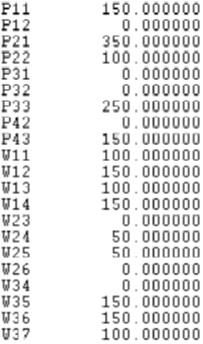 P11 150.000000
P12 0.000000
P21 350.000000
P22 100.000000
P31 0.000000
P32 0.000000
P33 250.000000
P42 0.000000
P43 150.000000
W11 100.000000
W12 150.000000
W13 100.000000
W14 150.000000
W23 0.000000
W24 50.000000
W25 50.000000
W26 0.000000
W34 0.000000
W35 150.000000
W36 150.000000
W37 100.000000